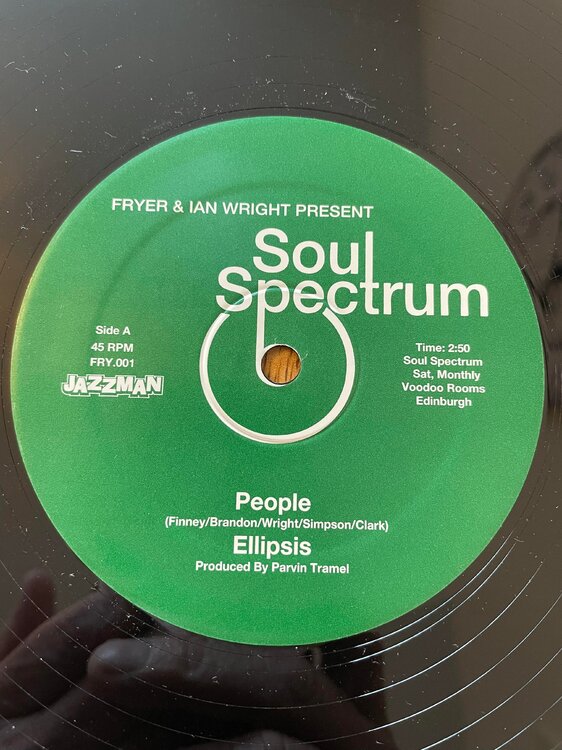 FRYER & IAN WRIGHT PRESENT
Soul
Spectrum
Side A
45 RPM
FRY.001
JAZZMAN
Time: 2:50
Soul Spectrum
Sat, Monthly
Voodoo Rooms
Edinburgh
People
(Finney/Brandon/Wright/Simpson/Clark)
Ellipsis
Produced By Parvin Tramel